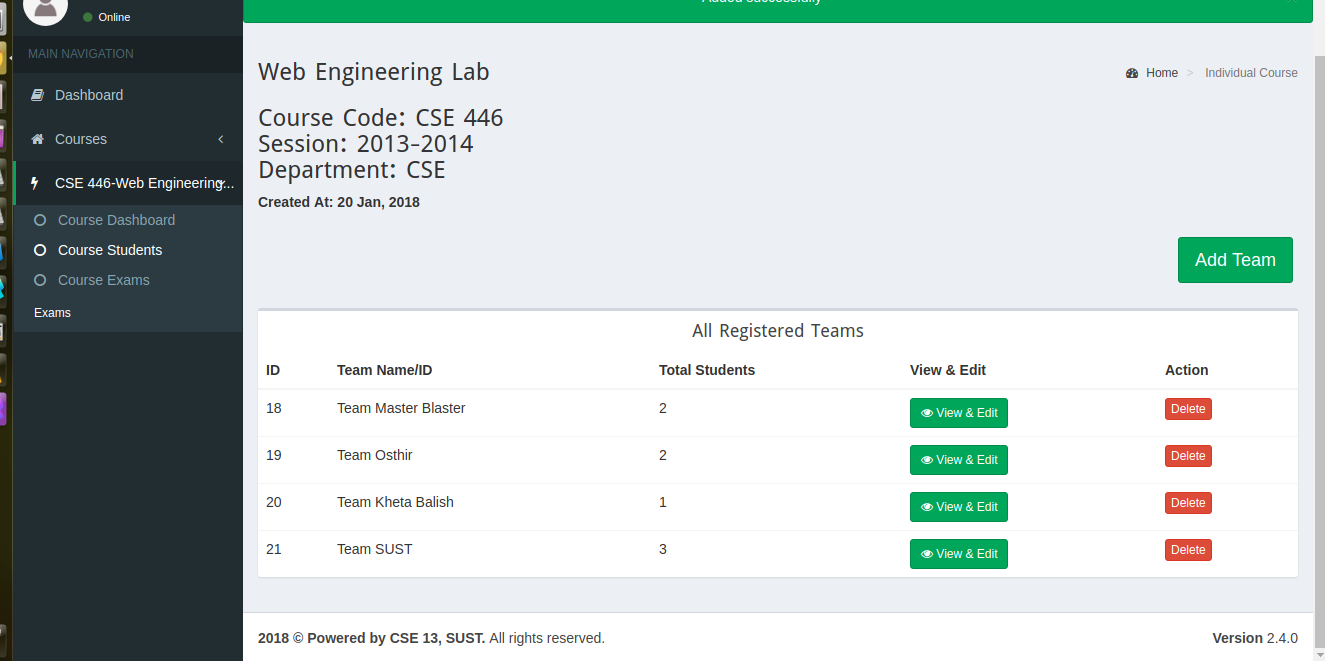 Online
MAIN NAVIGATION
Dashboard
Courses
CSE 446-Web Engineering...
Course Dashboard
Course Students
Course Exams
Exams
Added successfully
Web Engineering Lab
Home > Individual Course
Course Code: CSE 446
Session: 2013-2014
Department: CSE
Created At: 20 Jan, 2018
Add Team
All Registered Teams
ID Team Name/ID Total Students View & Edit Action
18 Team Master Blaster 2 View & Edit Delete
19 Team Osthir 2 View & Edit Delete
20 Team Kheta Balish 1 View & Edit Delete
21 Team SUST 3 View & Edit Delete
2018 © Powered by CSE 13, SUST. All rights reserved.
Version 2.4.0